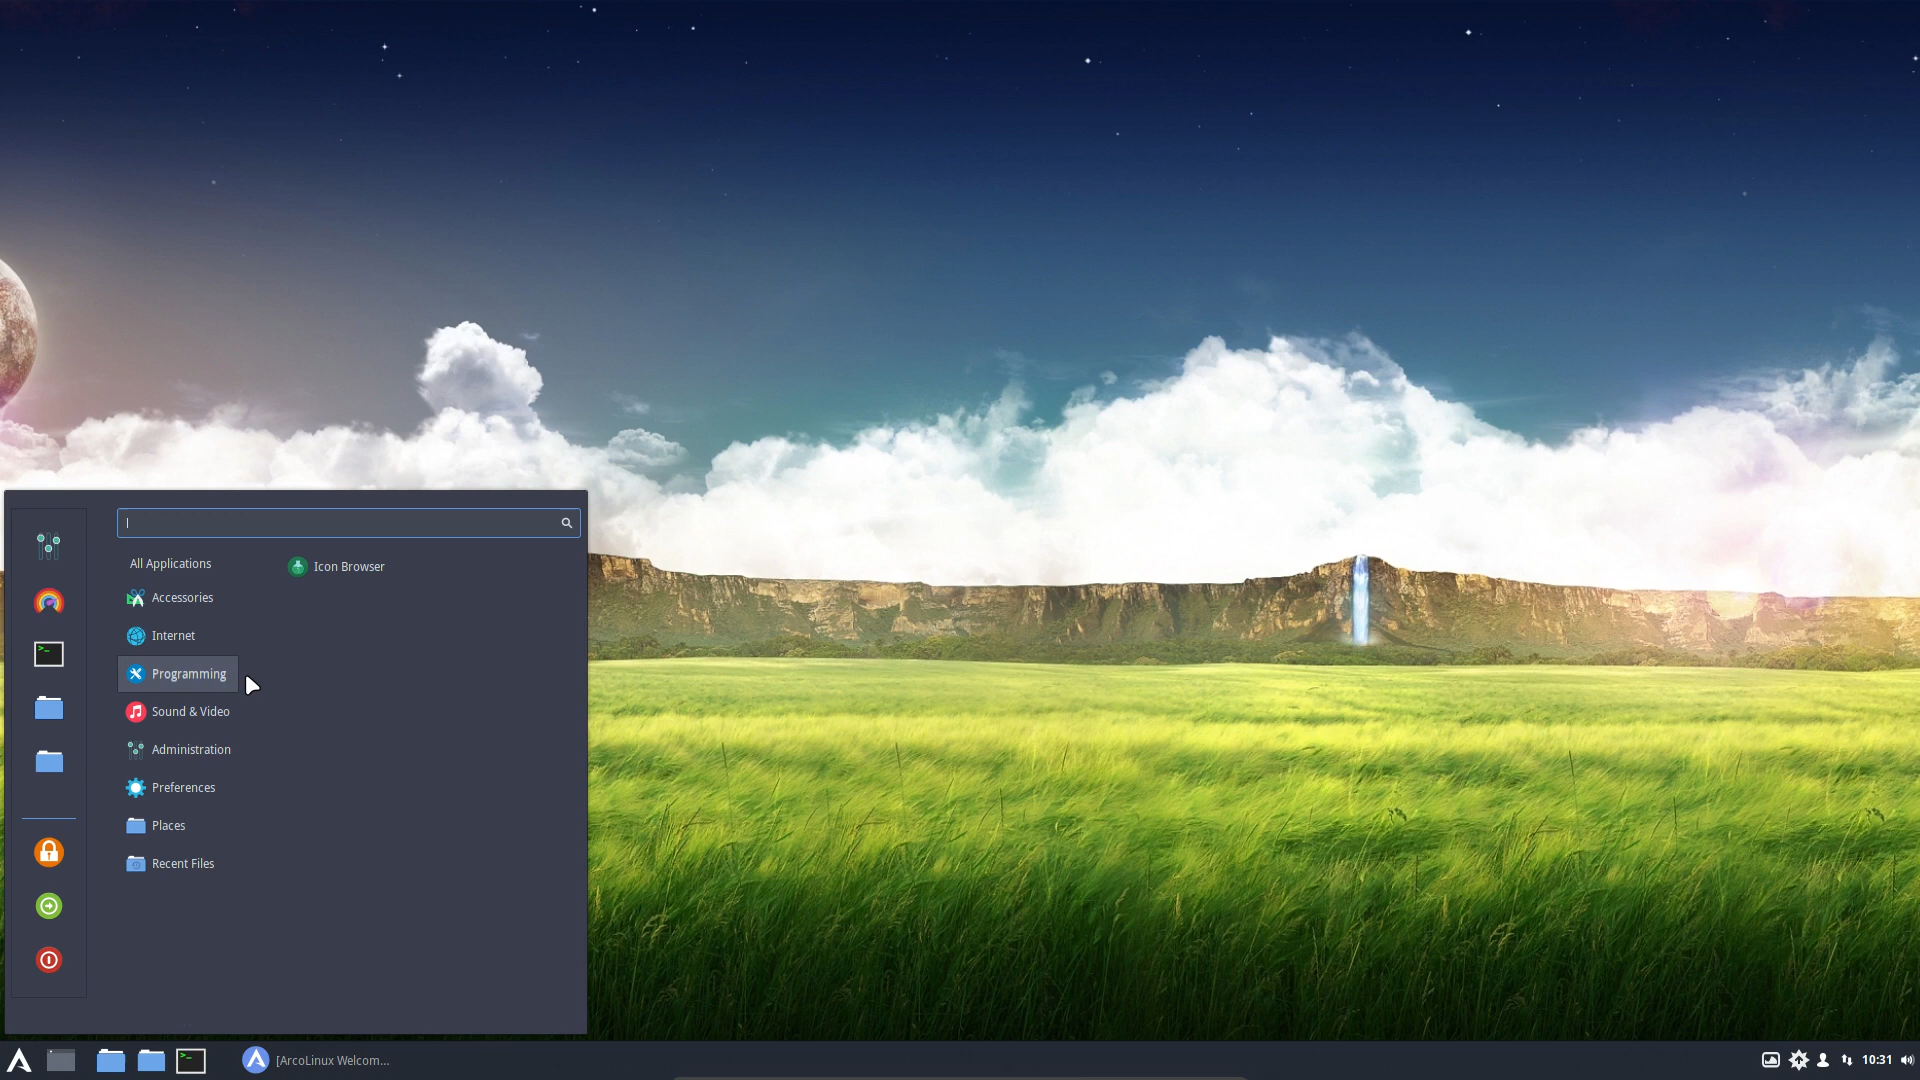 All Applications
Icon Browser
Accessories
Internet
Programming
Sound & Video
Administration
Preferences
Places
Recent Files
[ArcoLinux Welcom...
10:31